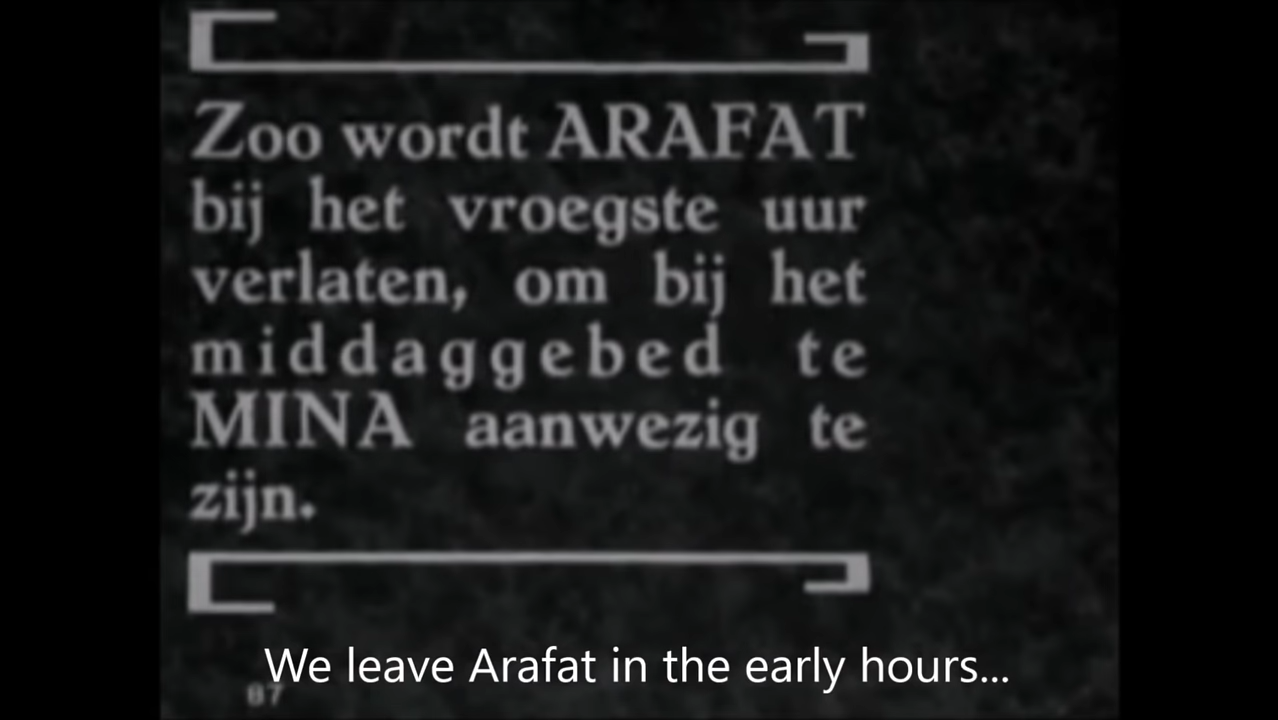 Zoo wordt ARAFAT
bij het vroegste uur
verlaten, om bij het
middaggebed te
MINA aanwezig te
zijn.
We leave Arafat in the early hours...
87